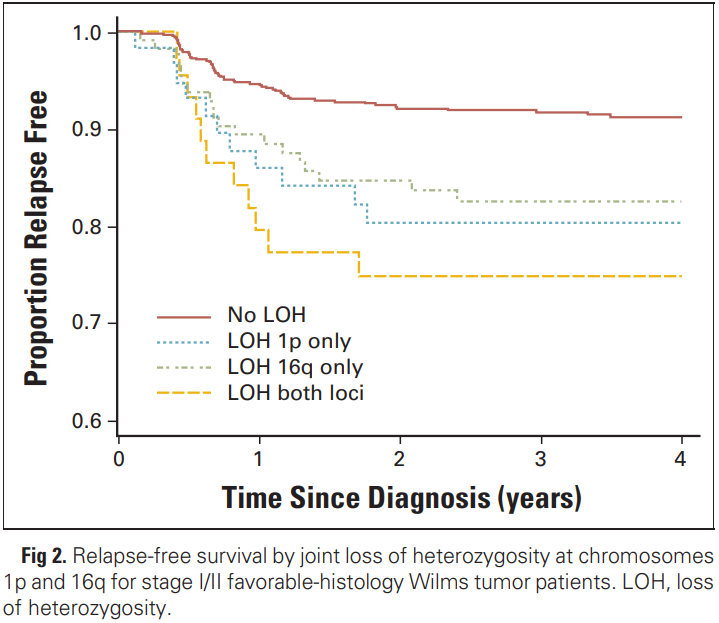 1.0
0.9
0.8
0.7
0.6
Proportion Relapse Free
No LOH
LOH 1p only
LOH 16q only
LOH both loci
0 1 2 3 4
Time Since Diagnosis (years)
Fig 2. Relapse-free survival by joint loss of heterozygosity at chromosomes
1p and 16q for stage I/II favorable-histology Wilms tumor patients. LOH, loss
of heterozygosity.